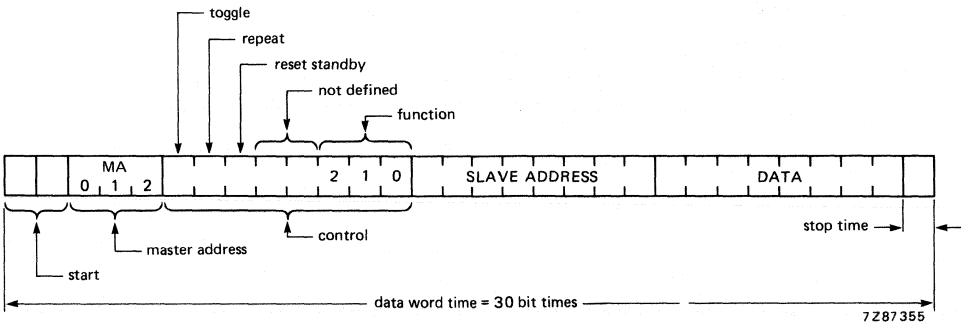 toggle
repeat
reset standby
not defined
function
MA
0 1 2
2 1 0
SLAVE ADDRESS
DATA
stop time
control
master address
start
data word time = 30 bit times
7Z87355